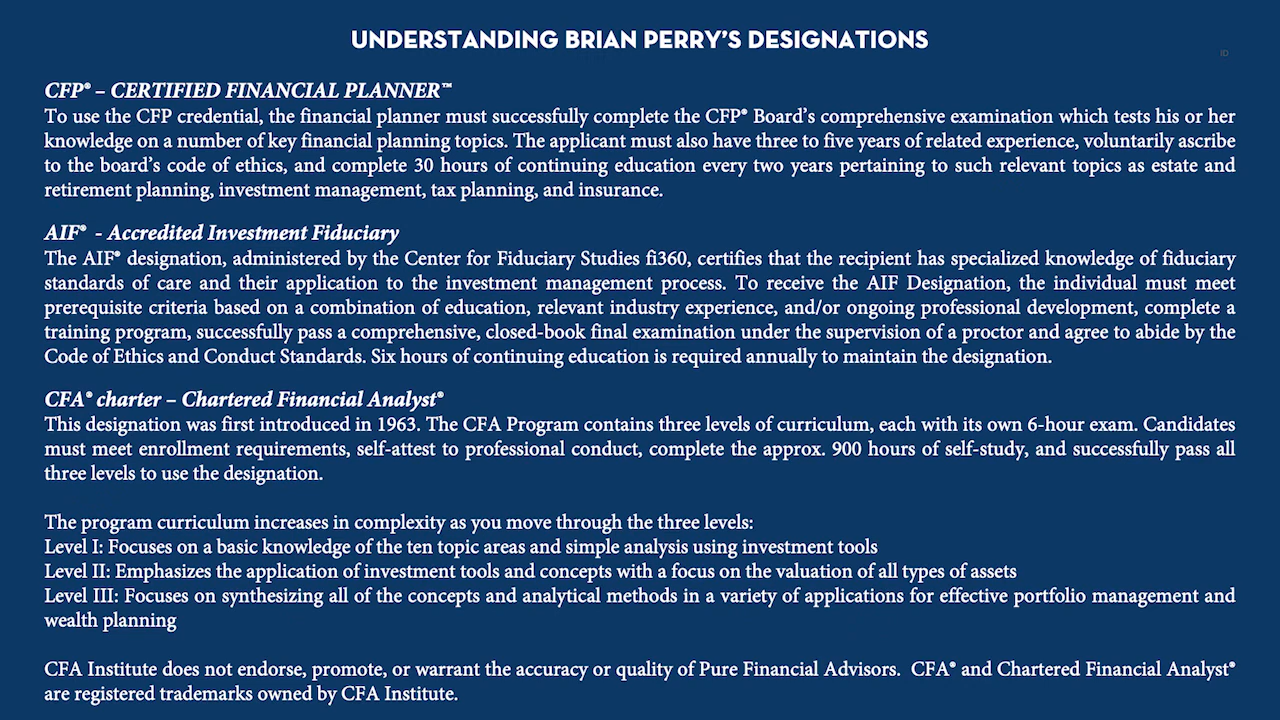 UNDERSTANDING BRIAN PERRY’S DESIGNATIONS
ID
CFP® – CERTIFIED FINANCIAL PLANNER™
To use the CFP credential, the financial planner must successfully complete the CFP® Board’s comprehensive examination which tests his or her
knowledge on a number of key financial planning topics. The applicant must also have three to five years of related experience, voluntarily ascribe
to the board’s code of ethics, and complete 30 hours of continuing education every two years pertaining to such relevant topics as estate and
retirement planning, investment management, tax planning, and insurance.
AIF® - Accredited Investment Fiduciary
The AIF® designation, administered by the Center for Fiduciary Studies fi360, certifies that the recipient has specialized knowledge of fiduciary
standards of care and their application to the investment management process. To receive the AIF Designation, the individual must meet
prerequisite criteria based on a combination of education, relevant industry experience, and/or ongoing professional development, complete a
training program, successfully pass a comprehensive, closed-book final examination under the supervision of a proctor and agree to abide by the
Code of Ethics and Conduct Standards. Six hours of continuing education is required annually to maintain the designation.
CFA® charter – Chartered Financial Analyst®
This designation was first introduced in 1963. The CFA Program contains three levels of curriculum, each with its own 6-hour exam. Candidates
must meet enrollment requirements, self-attest to professional conduct, complete the approx. 900 hours of self-study, and successfully pass all
three levels to use the designation.
The program curriculum increases in complexity as you move through the three levels:
Level I: Focuses on a basic knowledge of the ten topic areas and simple analysis using investment tools
Level II: Emphasizes the application of investment tools and concepts with a focus on the valuation of all types of assets
Level III: Focuses on synthesizing all of the concepts and analytical methods in a variety of applications for effective portfolio management and
wealth planning
CFA Institute does not endorse, promote, or warrant the accuracy or quality of Pure Financial Advisors. CFA® and Chartered Financial Analyst®
are registered trademarks owned by CFA Institute.